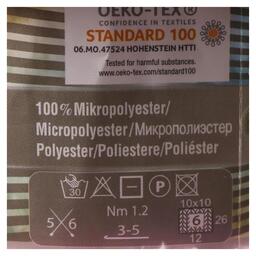 OEKO-TEX®
CONFIDENCE IN TEXTILES
STANDARD 100
06.MO.47524 HOHENSTEIN HTTI
Tested for harmful substances.
www.oeko-tex.com/standard100
100% Mikropolyester/
Micropolyester/Микрополиэстер
Polyester/Poliestere/Poliéster
30 P
10x10
5 6 Nm 1.2 6 26
3-5 12